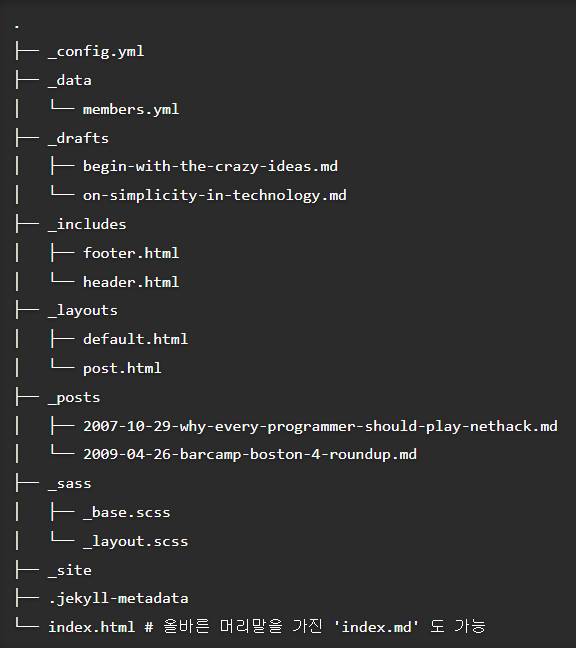 .
├── _config.yml
├── _data
│   └── members.yml
├── _drafts
│   ├── begin-with-the-crazy-ideas.md
│   └── on-simplicity-in-technology.md
├── _includes
│   ├── footer.html
│   └── header.html
├── _layouts
│   ├── default.html
│   └── post.html
├── _posts
│   ├── 2007-10-29-why-every-programmer-should-play-nethack.md
│   └── 2009-04-26-barcamp-boston-4-roundup.md
├── _sass
│   ├── _base.scss
│   └── _layout.scss
├── _site
├── .jekyll-metadata
└── index.html # 올바른 머리말을 가진 'index.md' 도 가능